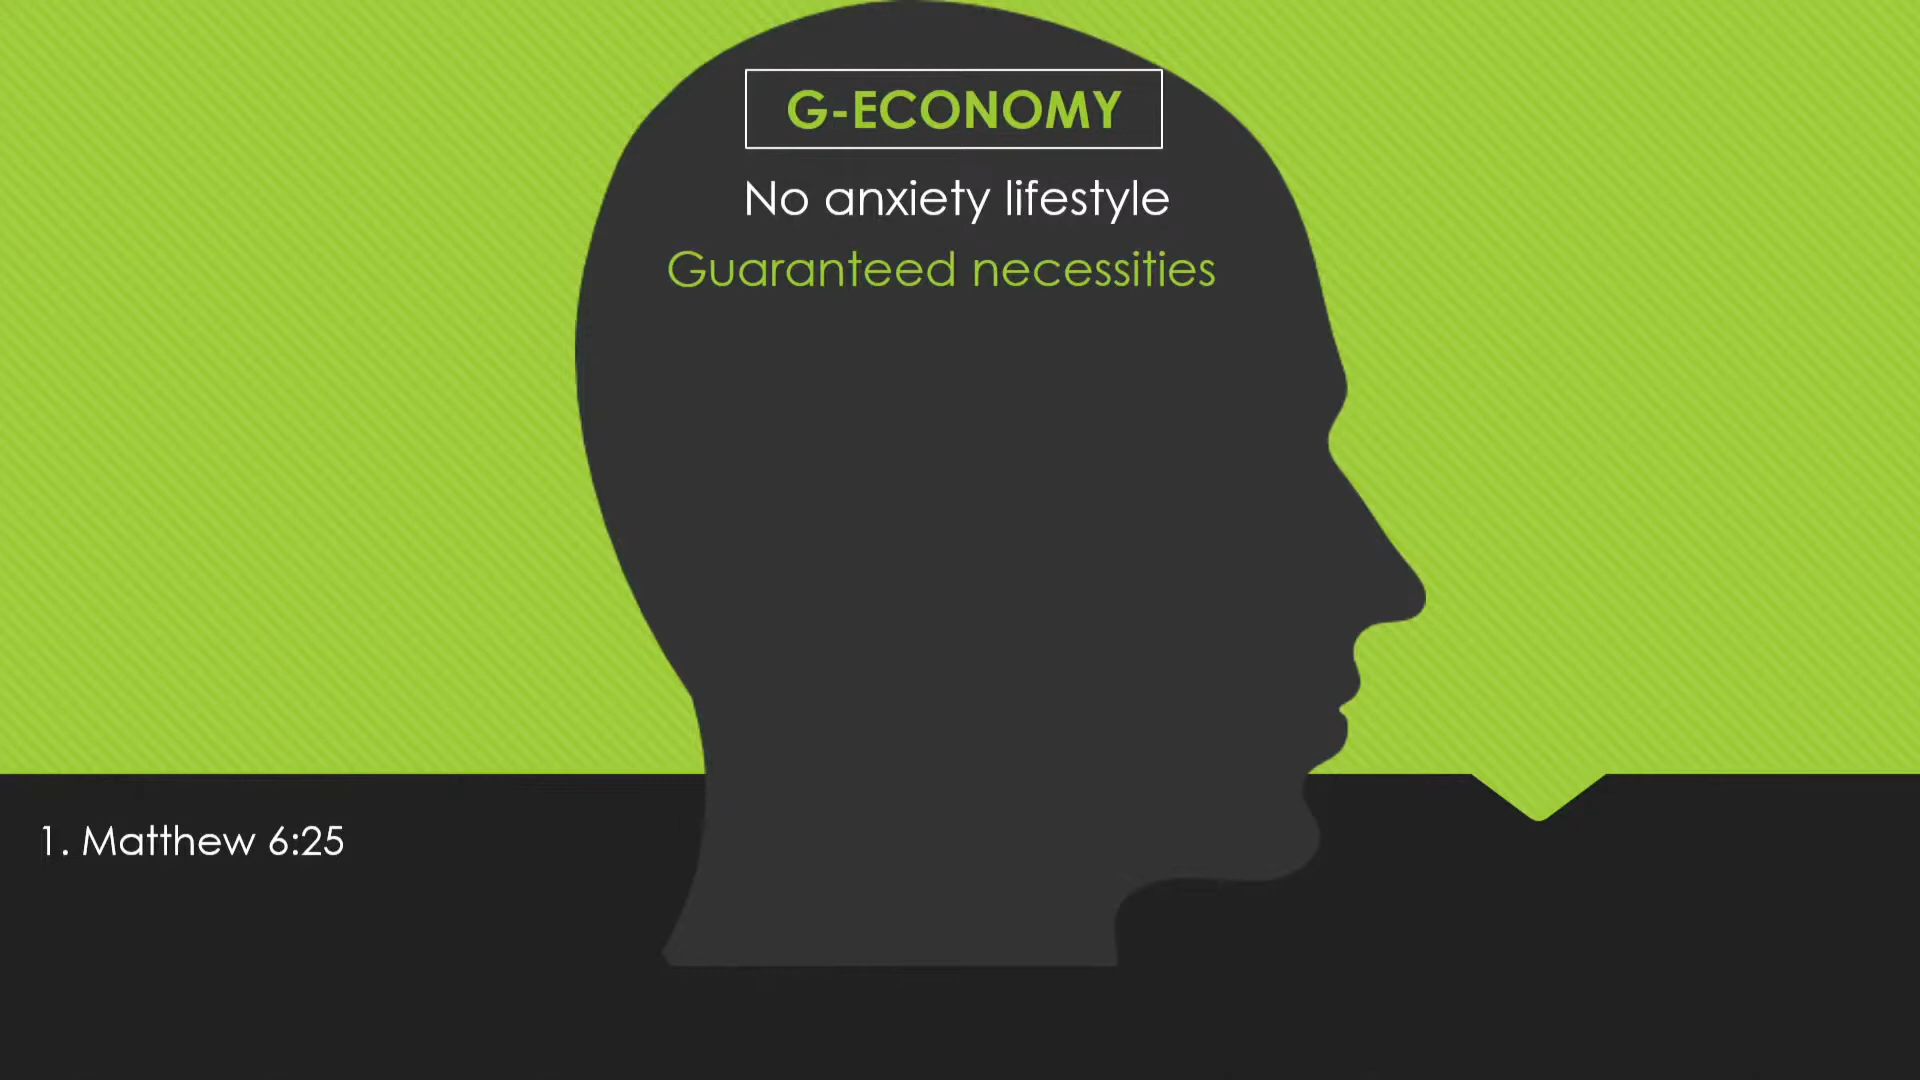 G-ECONOMY
No anxiety lifestyle
Guaranteed necessities
1. Matthew 6:25